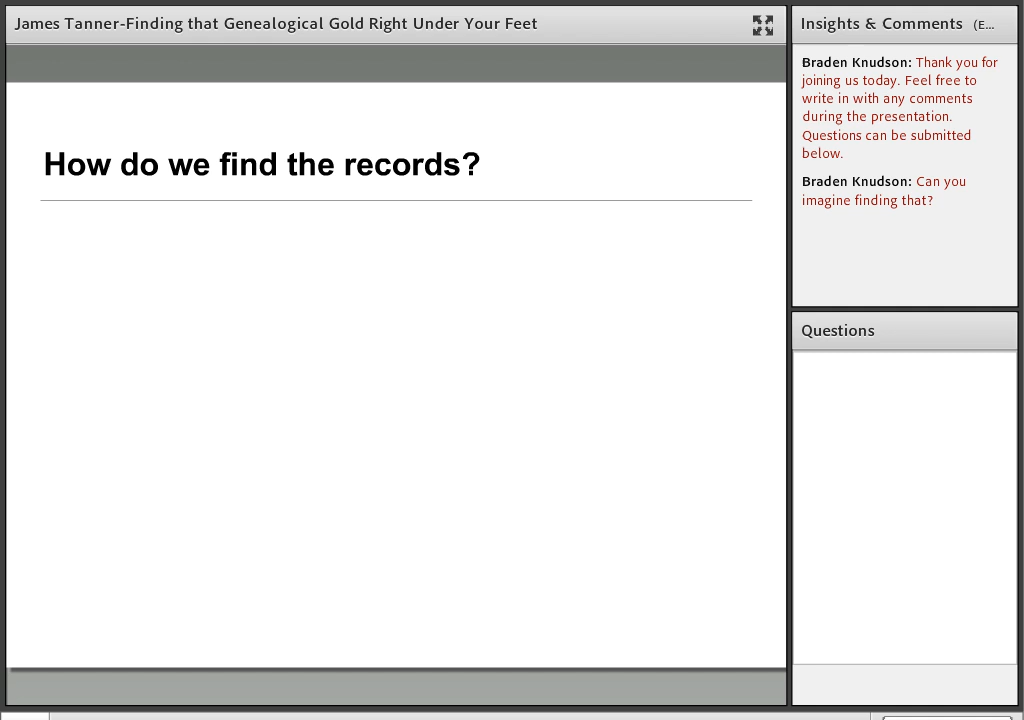 James Tanner-Finding that Genealogical Gold Right Under Your Feet
How do we find the records?
Insights & Comments (E...
Braden Knudson: Thank you for
joining us today. Feel free to
write in with any comments
during the presentation.
Questions can be submitted
below.
Braden Knudson: Can you
imagine finding that?
Questions